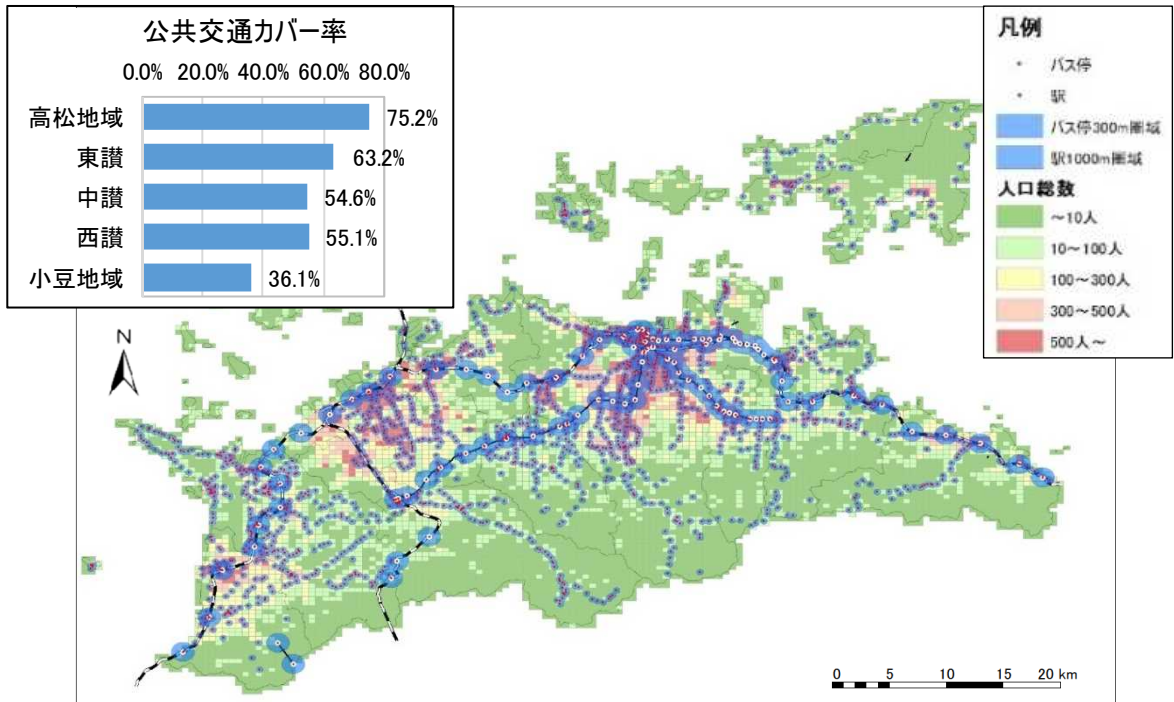 公共交通カバー率
0.0% 20.0% 40.0% 60.0% 80.0%
高松地域 75.2%
東讃 63.2%
中讃 54.6%
西讃 55.1%
小豆地域 36.1%
凡例
バス停
駅
バス停300m圏域
駅1000m圏域
人口総数
～10人
10～100人
100～300人
300～500人
500人～
N
0 5 10 15 20 km